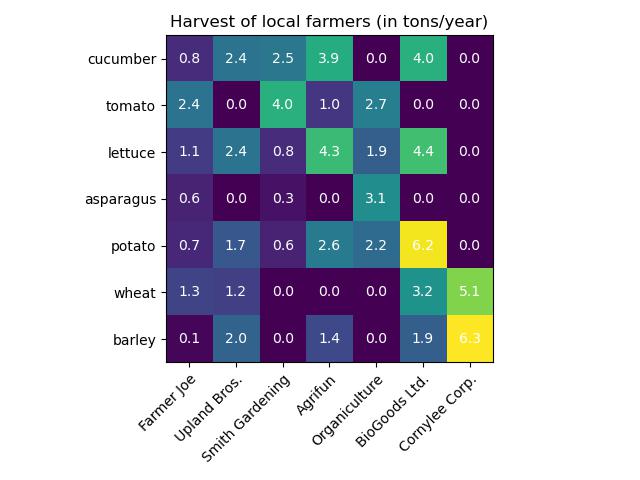 Harvest of local farmers (in tons/year)
cucumber 0.8 2.4 2.5 3.9 0.0 4.0 0.0
tomato 2.4 0.0 4.0 1.0 2.7 0.0 0.0
lettuce 1.1 2.4 0.8 4.3 1.9 4.4 0.0
asparagus 0.6 0.0 0.3 0.0 3.1 0.0 0.0
potato 0.7 1.7 0.6 2.6 2.2 6.2 0.0
wheat 1.3 1.2 0.0 0.0 0.0 3.2 5.1
barley 0.1 2.0 0.0 1.4 0.0 1.9 6.3
Farmer Joe
Upland Bros.
Smith Gardening
Agrifun
Organiculture
BioGoods Ltd.
Cornylee Corp.